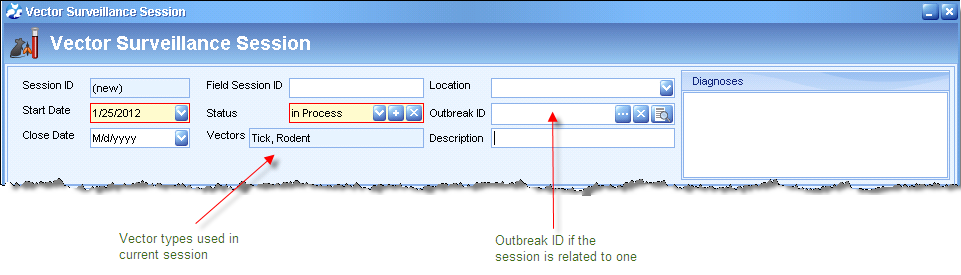 Vector Surveillance Session
Vector Surveillance Session
Session ID (new) Field Session ID Location Diagnoses
Start Date 1/25/2012 Status in Process Outbreak ID
Close Date M/d/yyyy Vectors Tick, Rodent Description
Vector types used in
current session
Outbreak ID if the
session is related to one